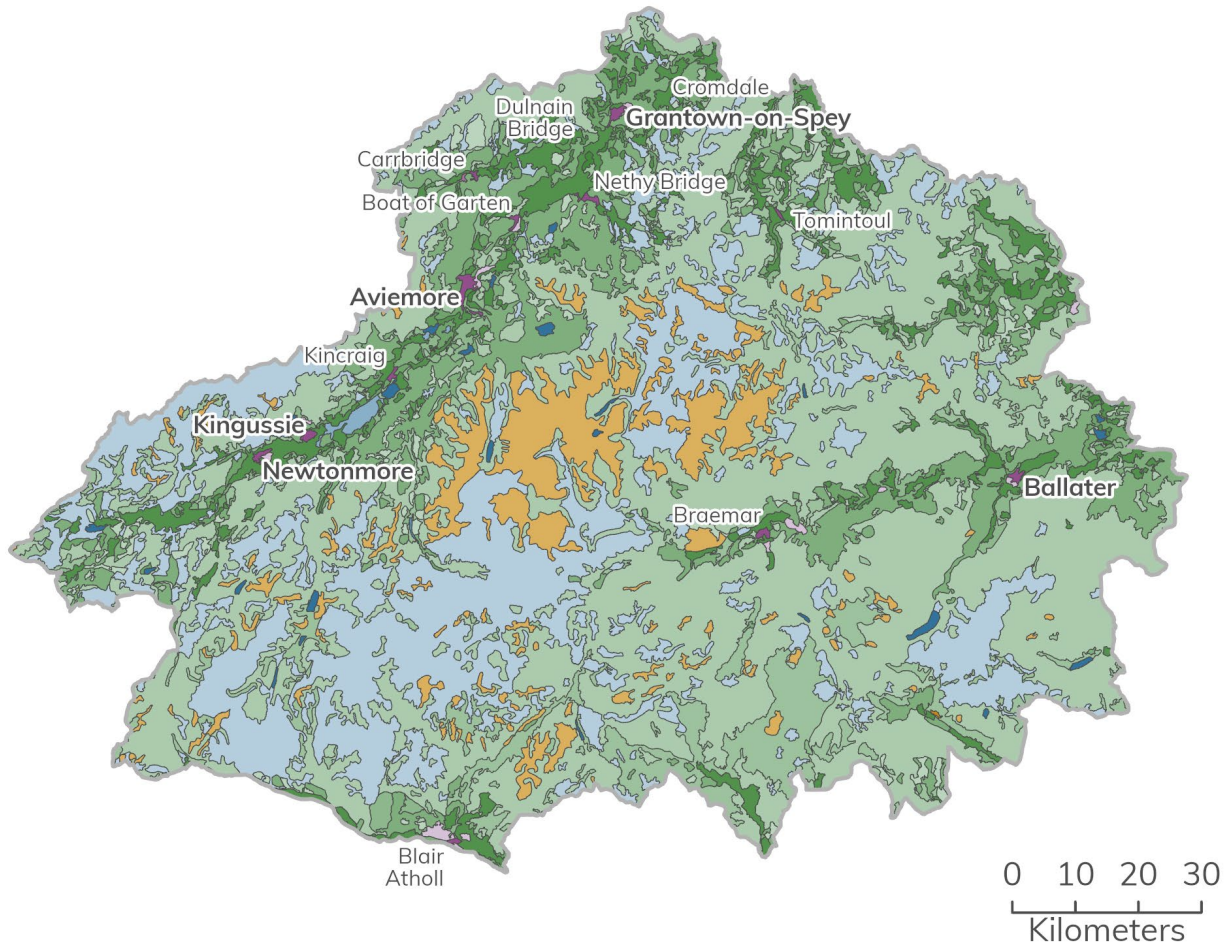 Cromdale
Dulnain
Bridge
Grantown-on-Spey
Carrbridge
Nethy Bridge
Boat of Garten
Tomintoul
Aviemore
Kincraig
Kingussie
Newtonmore
Ballater
Braemar
Blair
Atholl
0 10 20 30
Kilometers